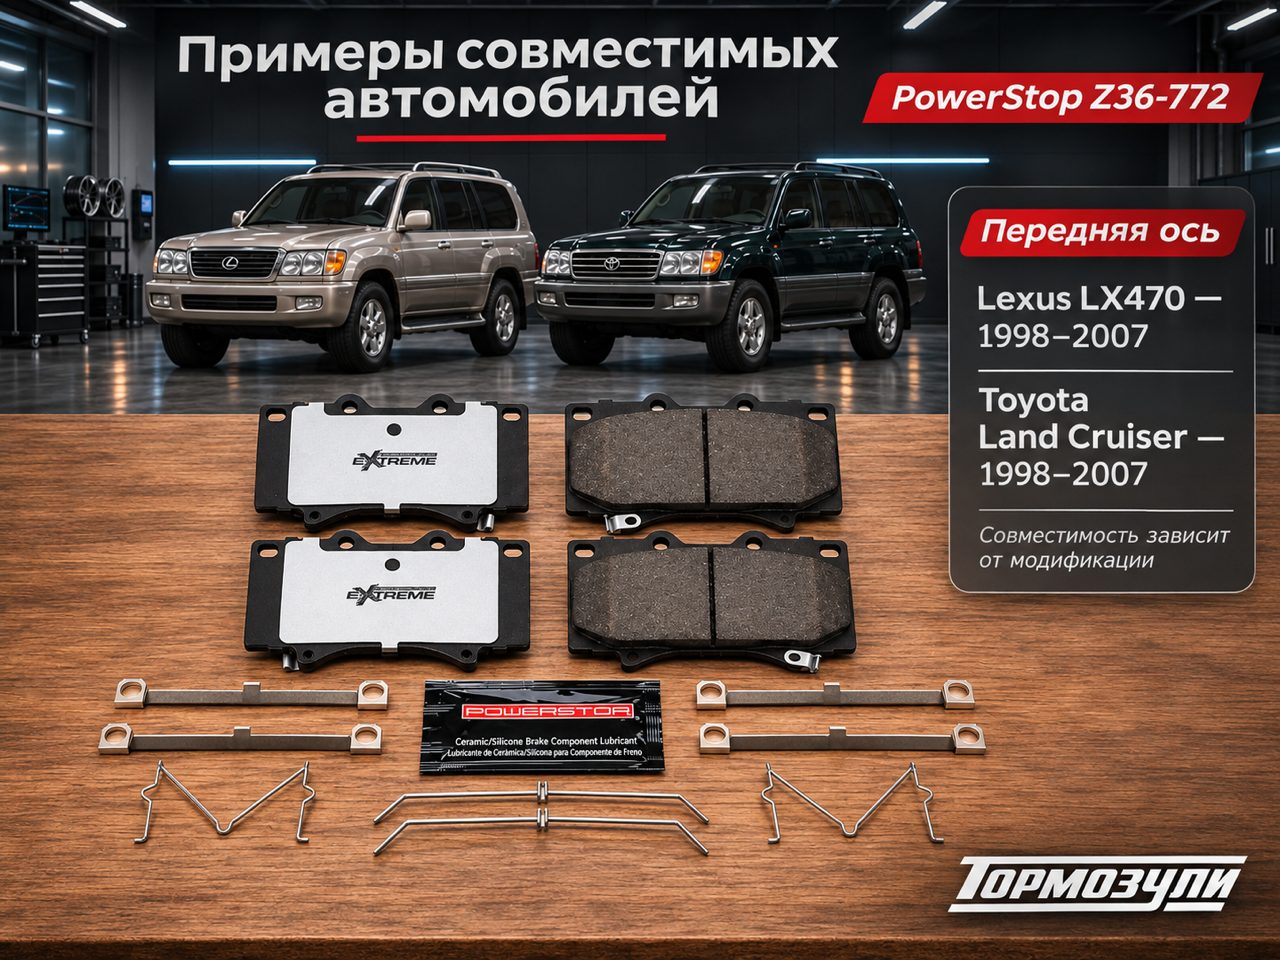 Примеры совместимых
автомобилей
PowerStop Z36-772
Передняя ось
Lexus LX470 —
1998–2007
Toyota
Land Cruiser —
1998–2007
Совместимость зависит
от модификации
EXTREME
EXTREME
POWERSTOP
Ceramic/Silicone Brake Component Lubricant
Lubricante de Cerámica/Silicona para Componente de Freno
Тормозули